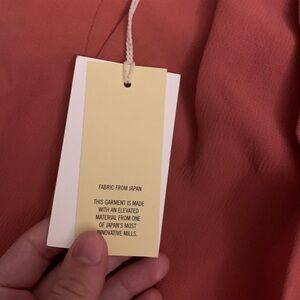 FABRIC FROM JAPAN
THIS GARMENT IS MADE
WITH AN ELEVATED
MATERIAL FROM ONE
OF JAPAN'S MOST
INNOVATIVE MILLS.